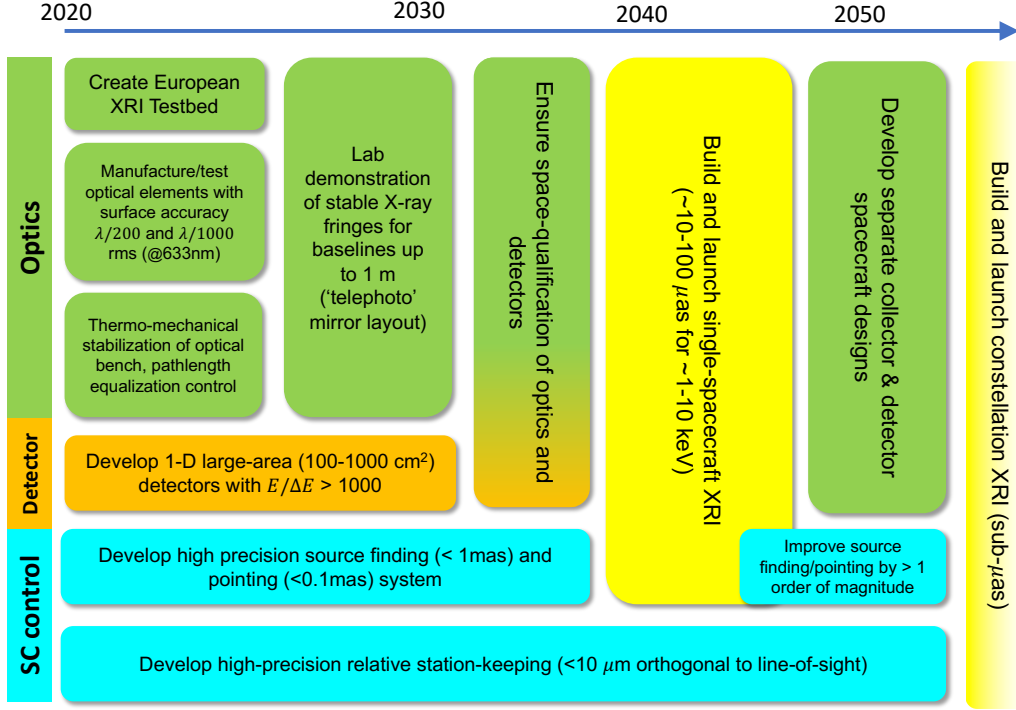 2020
2030
2040
2050
Optics
Create European
XRI Testbed
Manufacture/test
optical elements with
surface accuracy
λ/200 and λ/1000
rms (@633nm)
Thermo-mechanical
stabilization of optical
bench, pathlength
equalization control
Lab
demonstration
of stable X-ray
fringes for
baselines up
to 1 m
(‘telephoto’
mirror layout)
Ensure space-qualification of optics and
detectors
Build and launch single-spacecraft XRI
(~10-100 μas for ~1-10 keV)
Develop separate collector & detector
spacecraft designs
Build and launch constellation XRI (sub-μas)
Detector
Develop 1-D large-area (100-1000 cm²)
detectors with E/ΔE > 1000
SC control
Develop high precision source finding (< 1mas) and
pointing (<0.1mas) system
Improve source
finding/pointing by > 1
order of magnitude
Develop high-precision relative station-keeping (<10 μm orthogonal to line-of-sight)